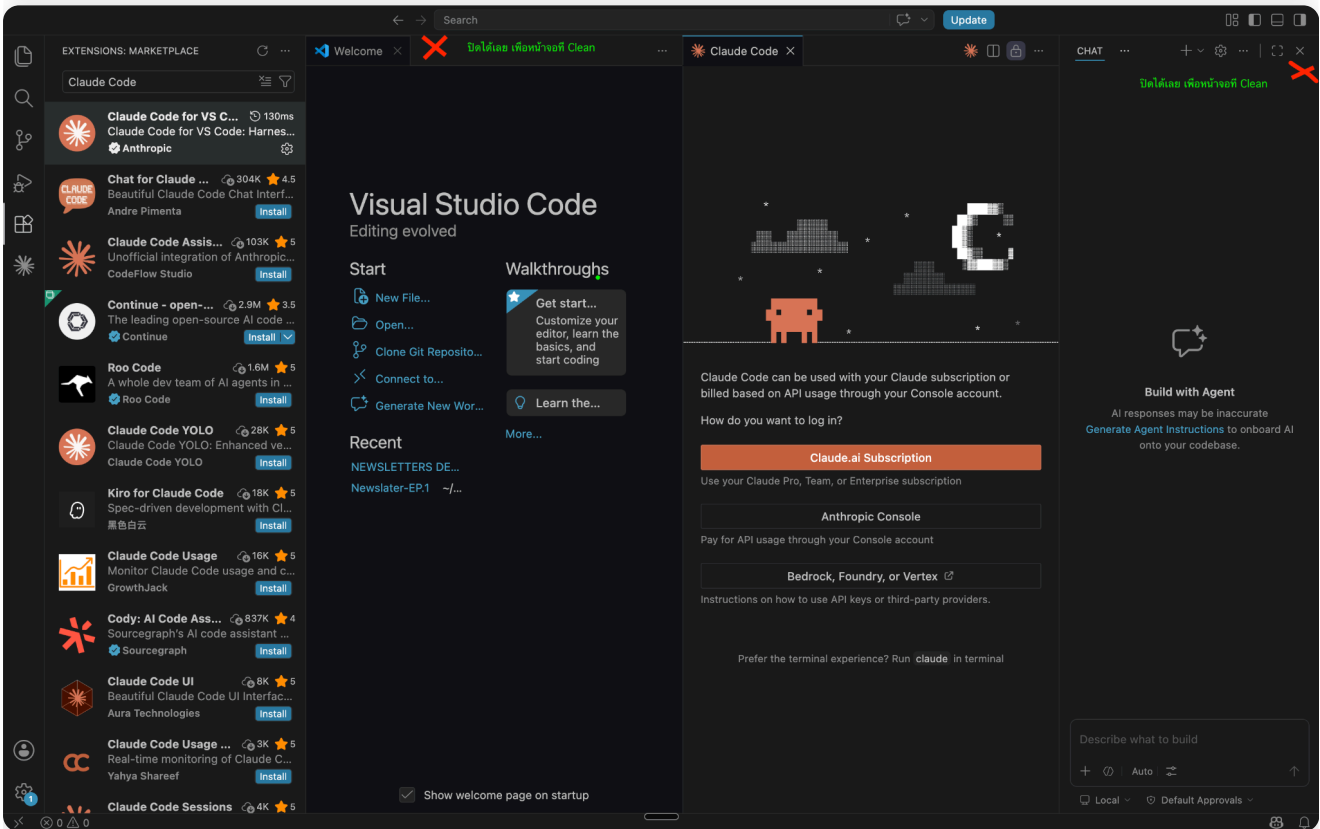 Search
Update
EXTENSIONS: MARKETPLACE
Claude Code
Claude Code for VS C... 130ms
Claude Code for VS Code: Harnes...
Anthropic
Chat for Claude ... 304K 4.5
Beautiful Claude Code Chat Interf...
Andre Pimenta
Install
Claude Code Assis... 103K 5
Unofficial integration of Anthropic...
CodeFlow Studio
Install
Continue - open-... 2.9M 3.5
The leading open-source AI code ...
Continue
Install
Roo Code 1.6M 5
A whole dev team of AI agents in ...
Roo Code
Install
Claude Code YOLO 28K 5
Claude Code YOLO: Enhanced ve...
Claude Code YOLO
Install
Kiro for Claude Code 18K 5
Spec-driven development with Cl...
黑色白云
Install
Claude Code Usage 16K 5
Monitor Claude Code usage and c...
GrowthJack
Install
Cody: AI Code Ass... 837K 4
Sourcegraph's AI code assistant ...
Sourcegraph
Install
Claude Code UI 8K 5
Beautiful Claude Code UI Interfac...
Aura Technologies
Install
Claude Code Usage ... 3K 5
Real-time monitoring of Claude C...
Yahya Shareef
Install
Claude Code Sessions 4K 5
CLAUDE
CODE
1
0 0
Welcome
ปิดได้เลย เพื่อหน้าจอที่ Clean
Visual Studio Code
Editing evolved
Start
New File...
Open...
Clone Git Reposito...
Connect to...
Generate New Wor...
Recent
NEWSLETTERS DE...
Newslater-EP.1 ~/...
Walkthroughs
Get start...
Customize your
editor, learn the
basics, and
start coding
Learn the...
More...
Show welcome page on startup
Claude Code
Claude Code can be used with your Claude subscription or
billed based on API usage through your Console account.
How do you want to log in?
Claude.ai Subscription
Use your Claude Pro, Team, or Enterprise subscription
Anthropic Console
Pay for API usage through your Console account
Bedrock, Foundry, or Vertex
Instructions on how to use API keys or third-party providers.
Prefer the terminal experience? Run claude in terminal
CHAT
ปิดได้เลย เพื่อหน้าจอที่ Clean
Build with Agent
AI responses may be inaccurate
Generate Agent Instructions to onboard AI
onto your codebase.
Describe what to build
Auto
Local
Default Approvals